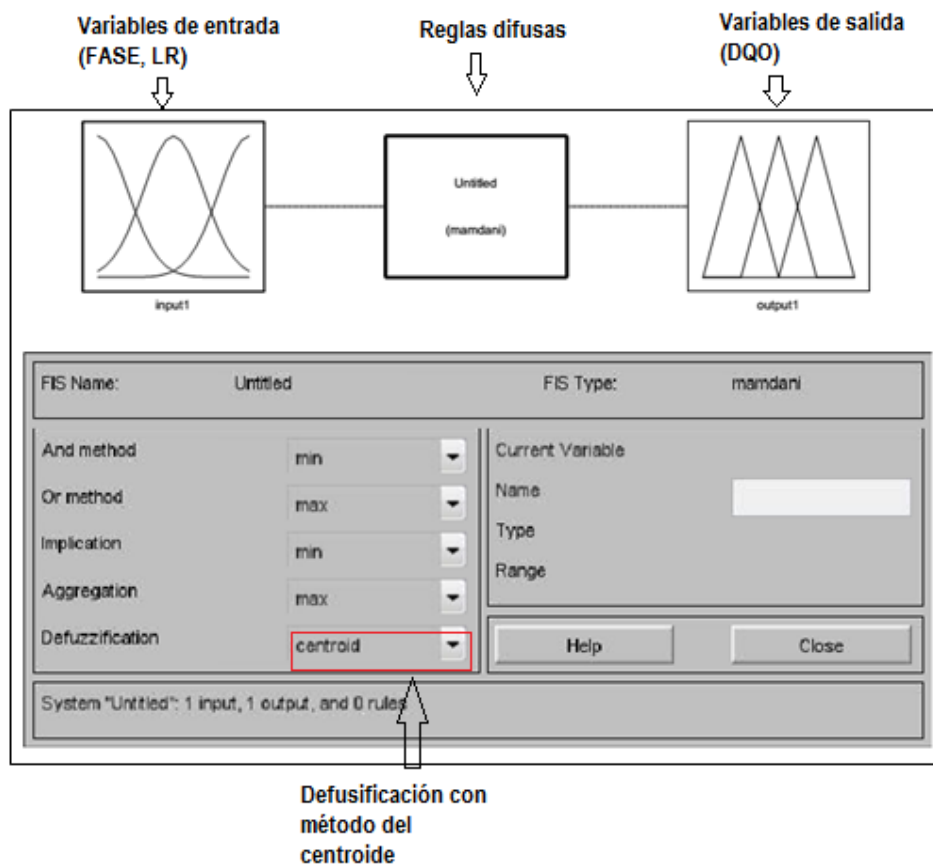 Variables de entrada
(FASE, LR)
Reglas difusas
Variables de salida
(DQO)
Untitled
(mamdani)
input1
output1
FIS Name: Untitled FIS Type: mamdani
And method min
Or method max
Implication min
Aggregation max
Defuzzification centroid
Current Variable
Name
Type
Range
Help Close
System "Untitled": 1 input, 1 output, and 0 rules
Defusificación con
método del
centroide